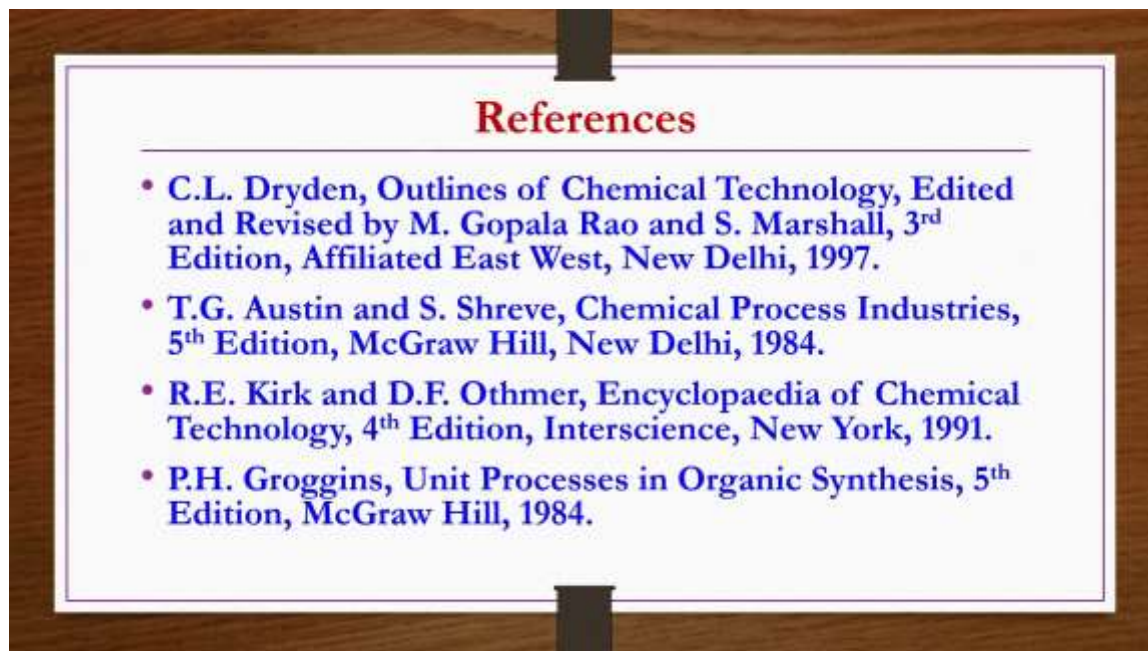 References
• C.L. Dryden, Outlines of Chemical Technology, Edited
and Revised by M. Gopala Rao and S. Marshall, 3rd
Edition, Affiliated East West, New Delhi, 1997.
• T.G. Austin and S. Shreve, Chemical Process Industries,
5th Edition, McGraw Hill, New Delhi, 1984.
• R.E. Kirk and D.F. Othmer, Encyclopaedia of Chemical
Technology, 4th Edition, Interscience, New York, 1991.
• P.H. Groggins, Unit Processes in Organic Synthesis, 5th
Edition, McGraw Hill, 1984.